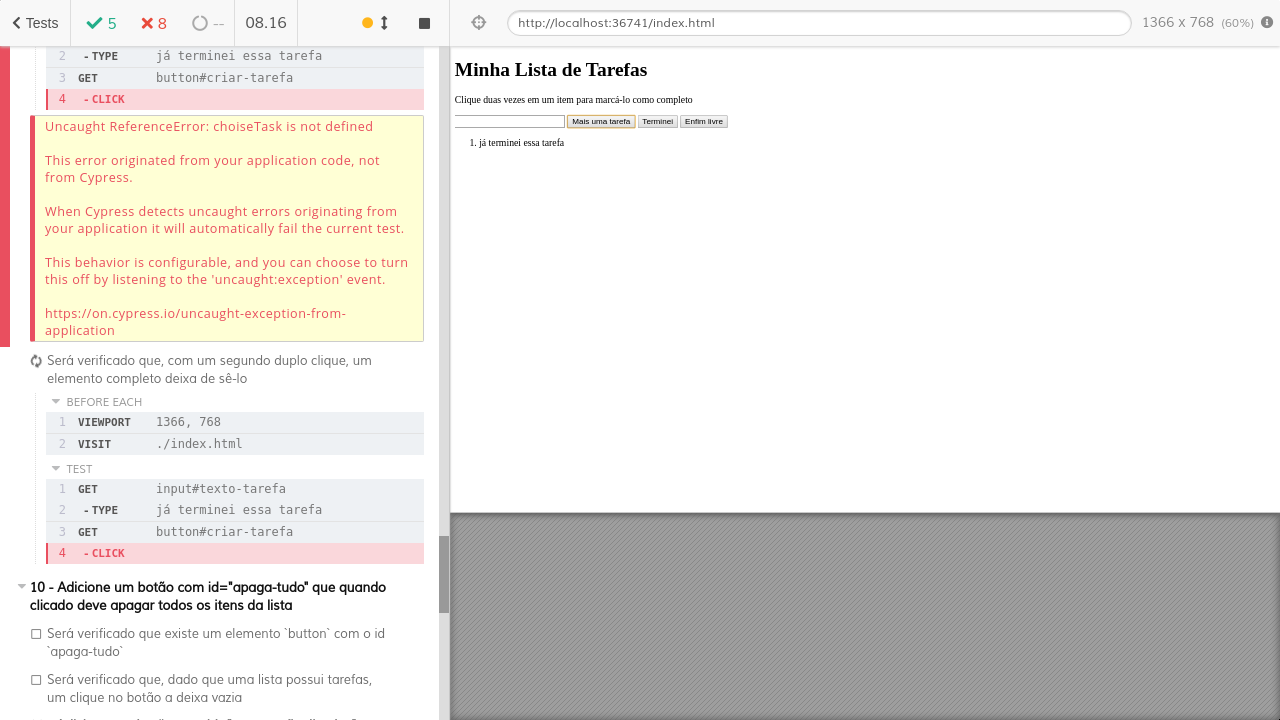 Tests
5
8
--
08.16
http://localhost:36741/index.html
1366 x 768 (60%)
2 - TYPE já terminei essa tarefa
3 GET button#criar-tarefa
4 - CLICK
Uncaught ReferenceError: choiseTask is not defined
This error originated from your application code, not
from Cypress.
When Cypress detects uncaught errors originating from
your application it will automatically fail the current test.
This behavior is configurable, and you can choose to turn
this off by listening to the 'uncaught:exception' event.
https://on.cypress.io/uncaught-exception-from-
application
Será verificado que, com um segundo duplo clique, um
elemento completo deixa de sê-lo
BEFORE EACH
1 VIEWPORT 1366, 768
2 VISIT ./index.html
TEST
1 GET input#texto-tarefa
2 - TYPE já terminei essa tarefa
3 GET button#criar-tarefa
4 - CLICK
10 - Adicione um botão com id="apaga-tudo" que quando
clicado deve apagar todos os itens da lista
Será verificado que existe um elemento `button` com o id
`apaga-tudo`
Será verificado que, dado que uma lista possui tarefas,
um clique no botão a deixa vazia
Minha Lista de Tarefas
Clique duas vezes em um item para marcá-lo como completo
Mais uma tarefa Terminei Enfim livre
1. já terminei essa tarefa